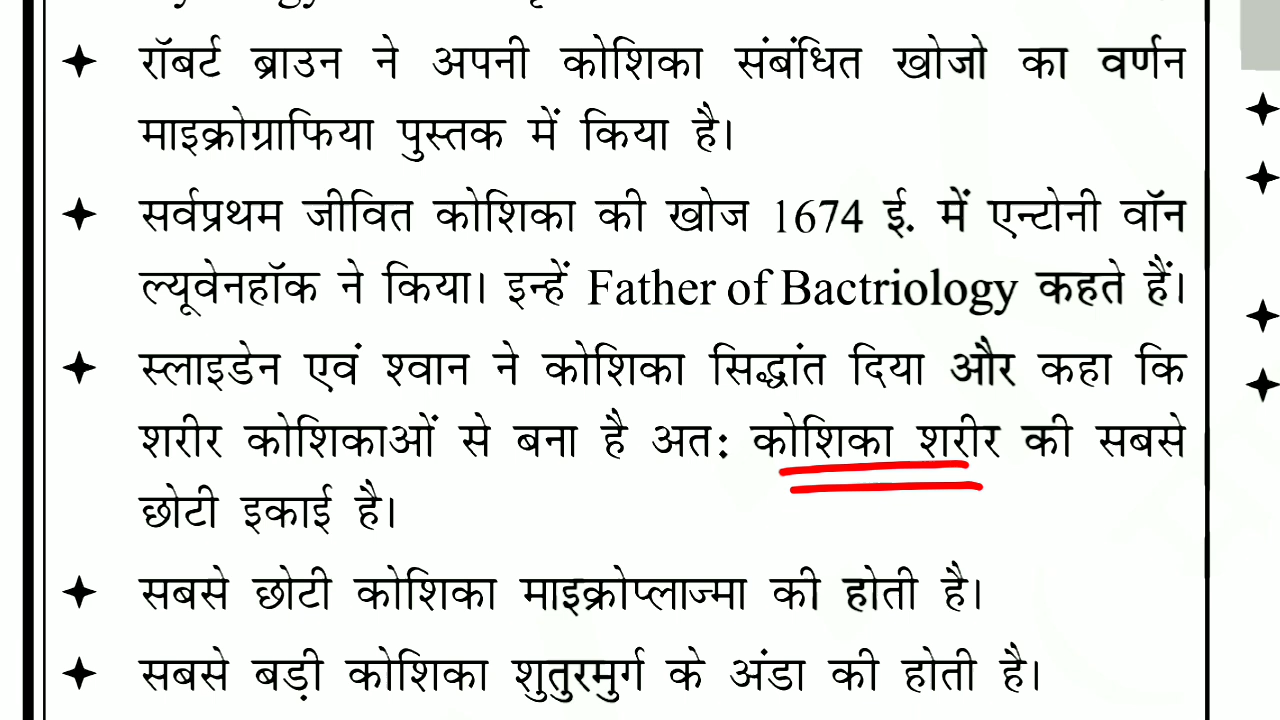 रॉबर्ट ब्राउन ने अपनी कोशिका संबंधित खोजो का वर्णन
माइक्रोग्राफिया पुस्तक में किया है।
सर्वप्रथम जीवित कोशिका की खोज 1674 ई. में एन्टोनी वॉन
ल्यूवेनहॉक ने किया। इन्हें Father of Bactriology कहते हैं।
स्लाइडेन एवं श्वान ने कोशिका सिद्धांत दिया और कहा कि
शरीर कोशिकाओं से बना है अतः कोशिका शरीर की सबसे
छोटी इकाई है।
सबसे छोटी कोशिका माइक्रोप्लाज्मा की होती है।
सबसे बड़ी कोशिका शुतुरमुर्ग के अंडा की होती है।